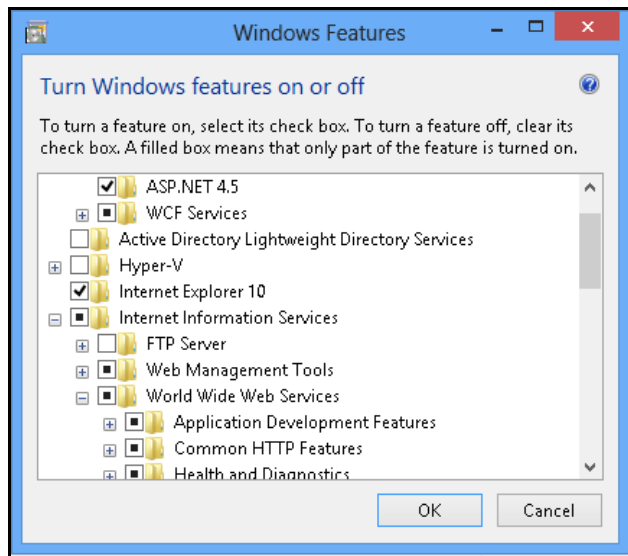 Windows Features
Turn Windows features on or off
To turn a feature on, select its check box. To turn a feature off, clear its
check box. A filled box means that only part of the feature is turned on.
ASP.NET 4.5
WCF Services
Active Directory Lightweight Directory Services
Hyper-V
Internet Explorer 10
Internet Information Services
FTP Server
Web Management Tools
World Wide Web Services
Application Development Features
Common HTTP Features
Health and Diagnostics
OK Cancel